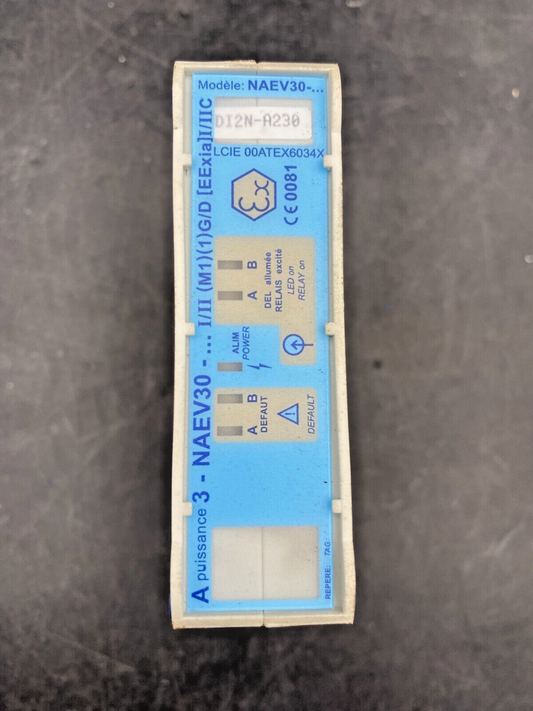 Modèle: NAEV30-...
DI2N-A230
LCIE 00ATEX6034X
A puissance 3 - NAEV30 - ... I/II (M1)(1)G/D [EExia]I/IIC
Ex
CE 0081
A B
DEL allumée
RELAIS excité
LED on
RELAY on
ALIM
POWER
A B
DEFAUT
DEFAULT
REPERE: TAG: